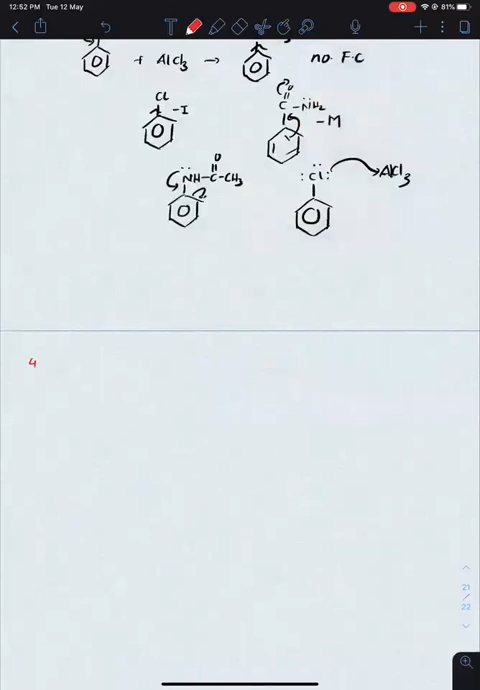 12:52 PM Tue 12 May
81%
+ AlCl3 → no. F.C
Cl
-I
O
C-NH2
-M
O
NH-C-CH3
:Cl: AlCl3
4
21
/
22